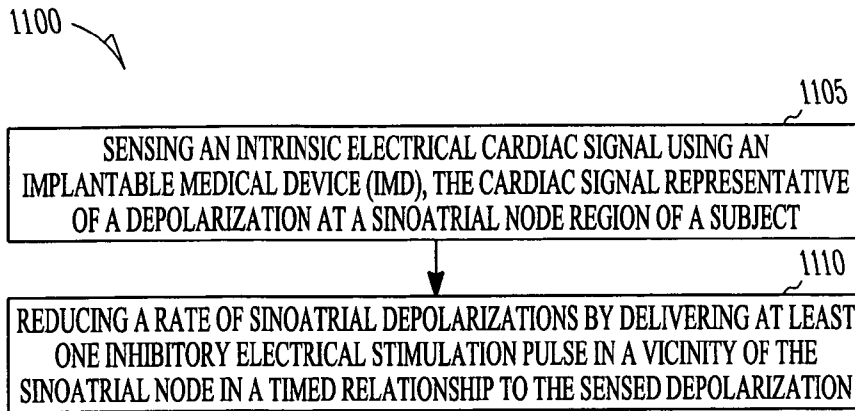 1100
1105
SENSING AN INTRINSIC ELECTRICAL CARDIAC SIGNAL USING AN
IMPLANTABLE MEDICAL DEVICE (IMD), THE CARDIAC SIGNAL REPRESENTATIVE
OF A DEPOLARIZATION AT A SINOATRIAL NODE REGION OF A SUBJECT
1110
REDUCING A RATE OF SINOATRIAL DEPOLARIZATIONS BY DELIVERING AT LEAST
ONE INHIBITORY ELECTRICAL STIMULATION PULSE IN A VICINITY OF THE
SINOATRIAL NODE IN A TIMED RELATIONSHIP TO THE SENSED DEPOLARIZATION